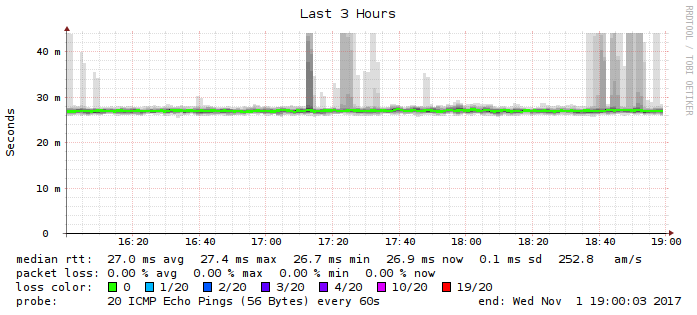 Last 3 Hours
RRDTOOL / TOBI OETIKER
Seconds
40 m
30 m
20 m
10 m
0
16:20 16:40 17:00 17:20 17:40 18:00 18:20 18:40 19:00
median rtt: 27.0 ms avg 27.4 ms max 26.7 ms min 26.9 ms now 0.1 ms sd 252.8 am/s
packet loss: 0.00 % avg 0.00 % max 0.00 % min 0.00 % now
loss color: 0 1/20 2/20 3/20 4/20 10/20 19/20
probe: 20 ICMP Echo Pings (56 Bytes) every 60s end: Wed Nov 1 19:00:03 2017